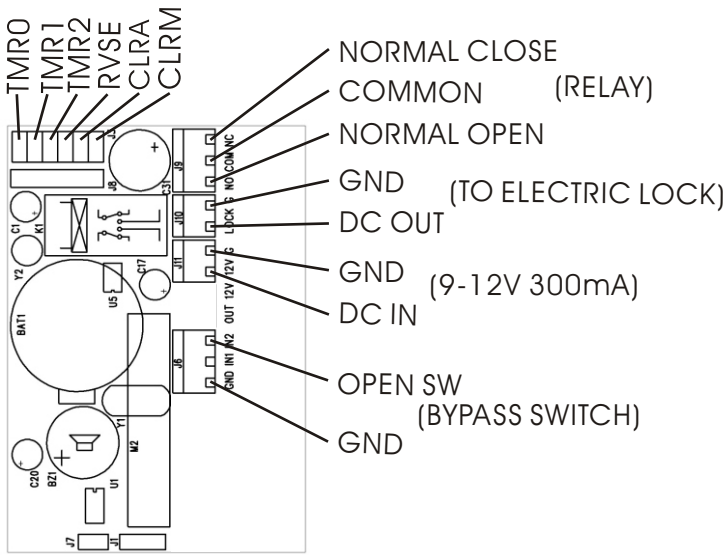 TMR0
TMR1
TMR2
RVSE
CLRA
CLRM
NORMAL CLOSE
COMMON (RELAY)
NORMAL OPEN
GND (TO ELECTRIC LOCK)
DC OUT
GND (9-12V 300mA)
DC IN
OPEN SW
(BYPASS SWITCH)
GND
J3
J8
C31
J9
NO COM NC
C1
K1
J10
LOCK G
Y2
U5
C17
J11
OUT 12V 12V G
BAT1
J6
GND IN1 IN2
Y1
M2
C20
BZ1
U1
J7
J1